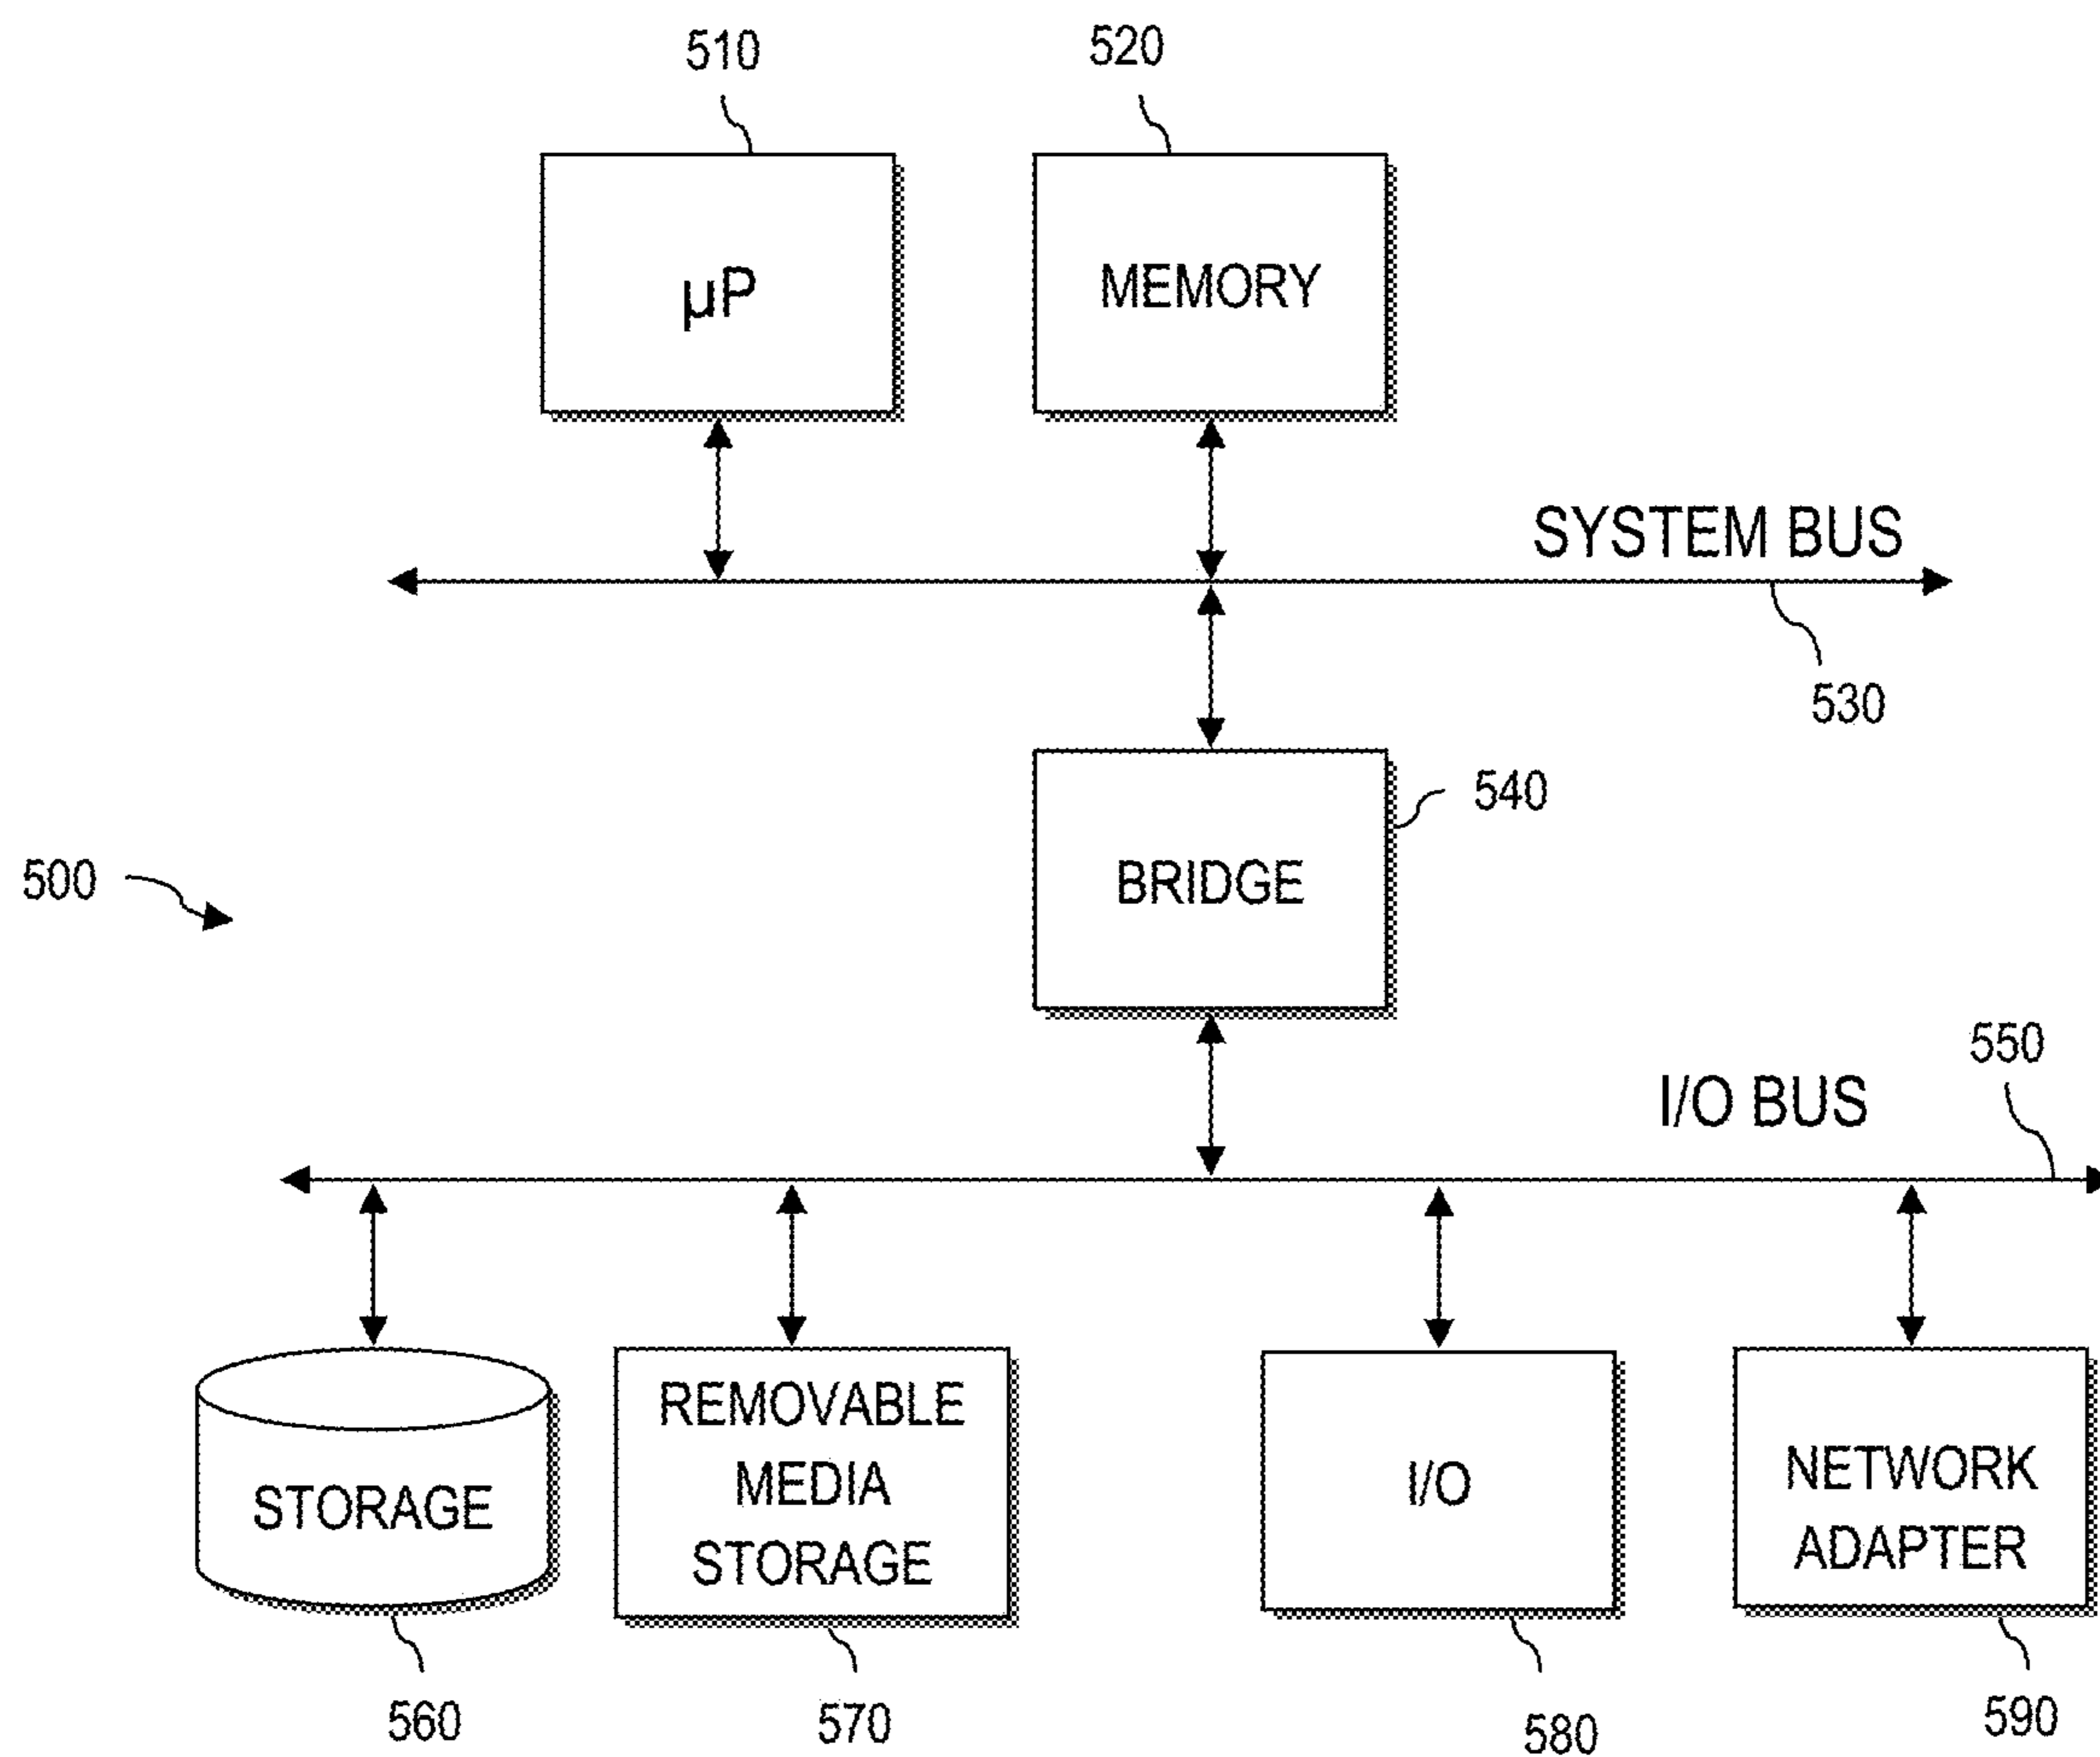 510
520
µP
MEMORY
SYSTEM BUS
530
540
BRIDGE
500
550
I/O BUS
REMOVABLE
MEDIA
STORAGE
STORAGE
I/O
NETWORK
ADAPTER
560
570
580
590